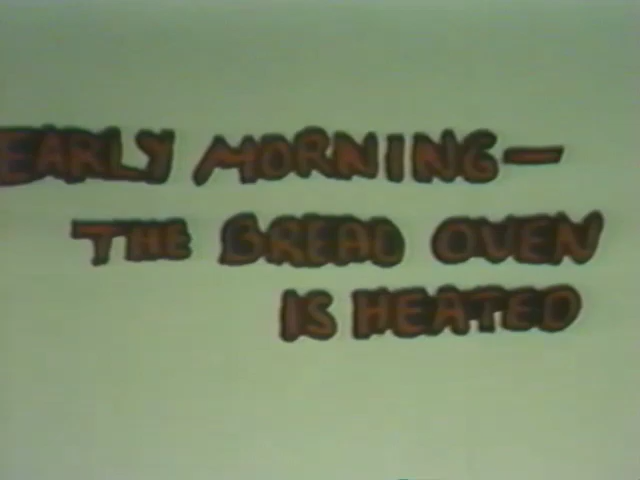 EARLY MORNING—
THE BREAD OVEN
IS HEATED